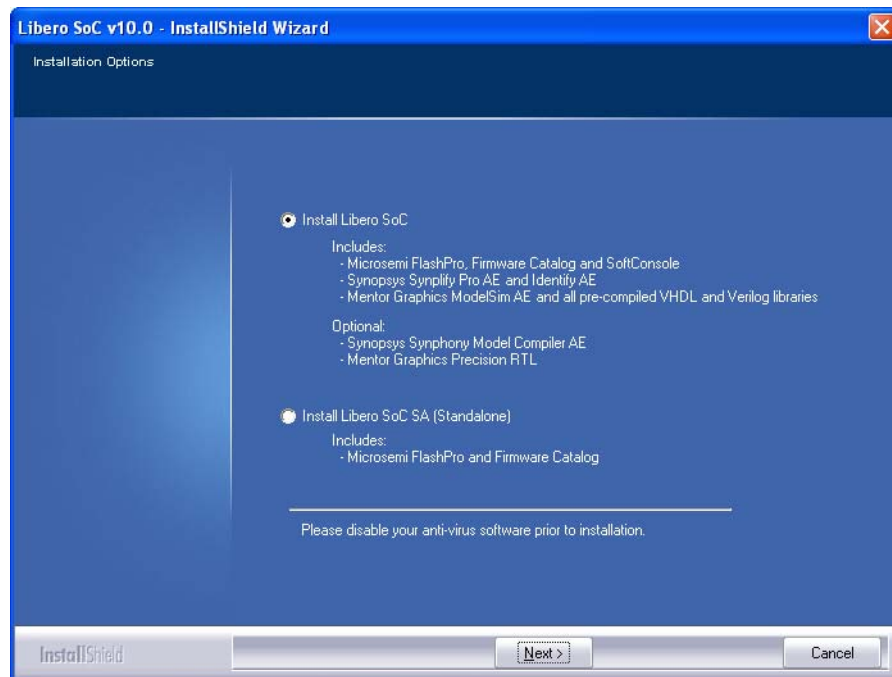 Libero SoC v10.0 - InstallShield Wizard
Installation Options
Install Libero SoC
Includes:
- Microsemi FlashPro, Firmware Catalog and SoftConsole
- Synopsys Synplify Pro AE and Identify AE
- Mentor Graphics ModelSim AE and all pre-compiled VHDL and Verilog libraries
Optional:
- Synopsys Synphony Model Compiler AE
- Mentor Graphics Precision RTL
Install Libero SoC SA (Standalone)
Includes:
- Microsemi FlashPro and Firmware Catalog
Please disable your anti-virus software prior to installation.
InstallShield
Next >
Cancel